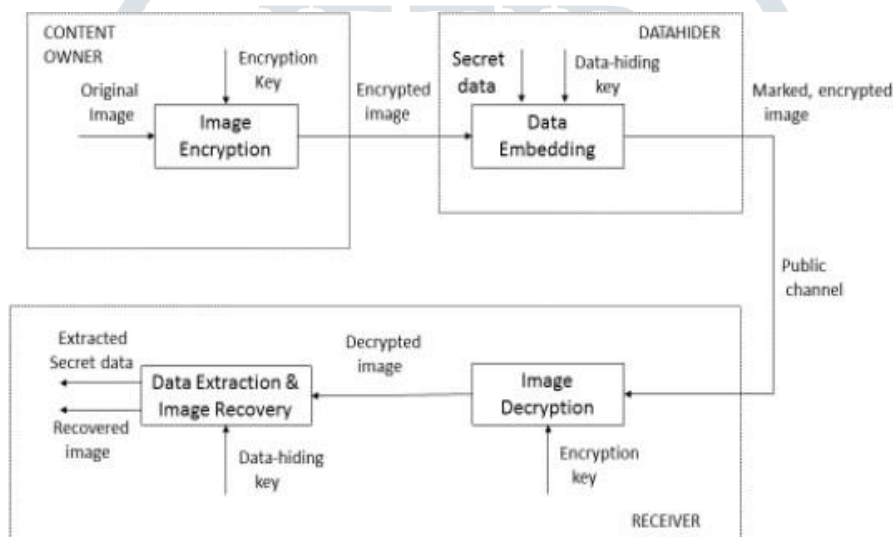 CONTENT
OWNER
Encryption
Key
Original
Image
Image
Encryption
Encrypted
image
DATAHIDER
Secret
data
Data-hiding
key
Data
Embedding
Marked, encrypted
image
Public
channel
Extracted
Secret data
Data Extraction &
Image Recovery
Recovered
image
Data-hiding
key
Decrypted
image
Image
Decryption
Encryption
key
RECEIVER